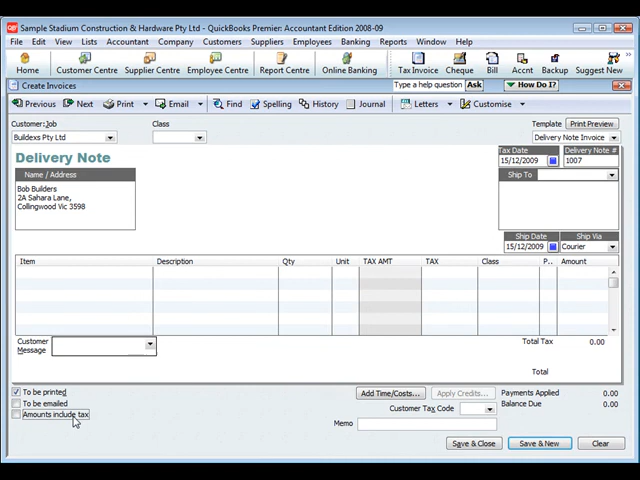 Sample Stadium Construction & Hardware Pty Ltd - QuickBooks Premier: Accountant Edition 2008-09
File Edit View Lists Accountant Company Customers Suppliers Employees Banking Reports Window Help
Home Customer Centre Supplier Centre Employee Centre Report Centre Online Banking Tax Invoice Cheque Bill Accnt Backup Suggest New
Create Invoices Type a help question Ask How Do I?
Previous Next Print Email Find Spelling History Journal Letters Customise
Customer:Job Class Template Print Preview
Buildexs Pty Ltd Delivery Note Invoice
Delivery Note
Tax Date Delivery Note #
15/12/2009 1007
Name / Address Ship To
Bob Builders
2A Sahara Lane,
Collingwood Vic 3598
Ship Date Ship Via
15/12/2009 Courier
Item Description Qty Unit TAX AMT TAX Class P... Amount
Customer Message
Total Tax 0.00
Total
To be printed Add Time/Costs... Apply Credits... Payments Applied 0.00
To be emailed Balance Due 0.00
Amounts include tax Customer Tax Code
Memo
Save & Close Save & New Clear